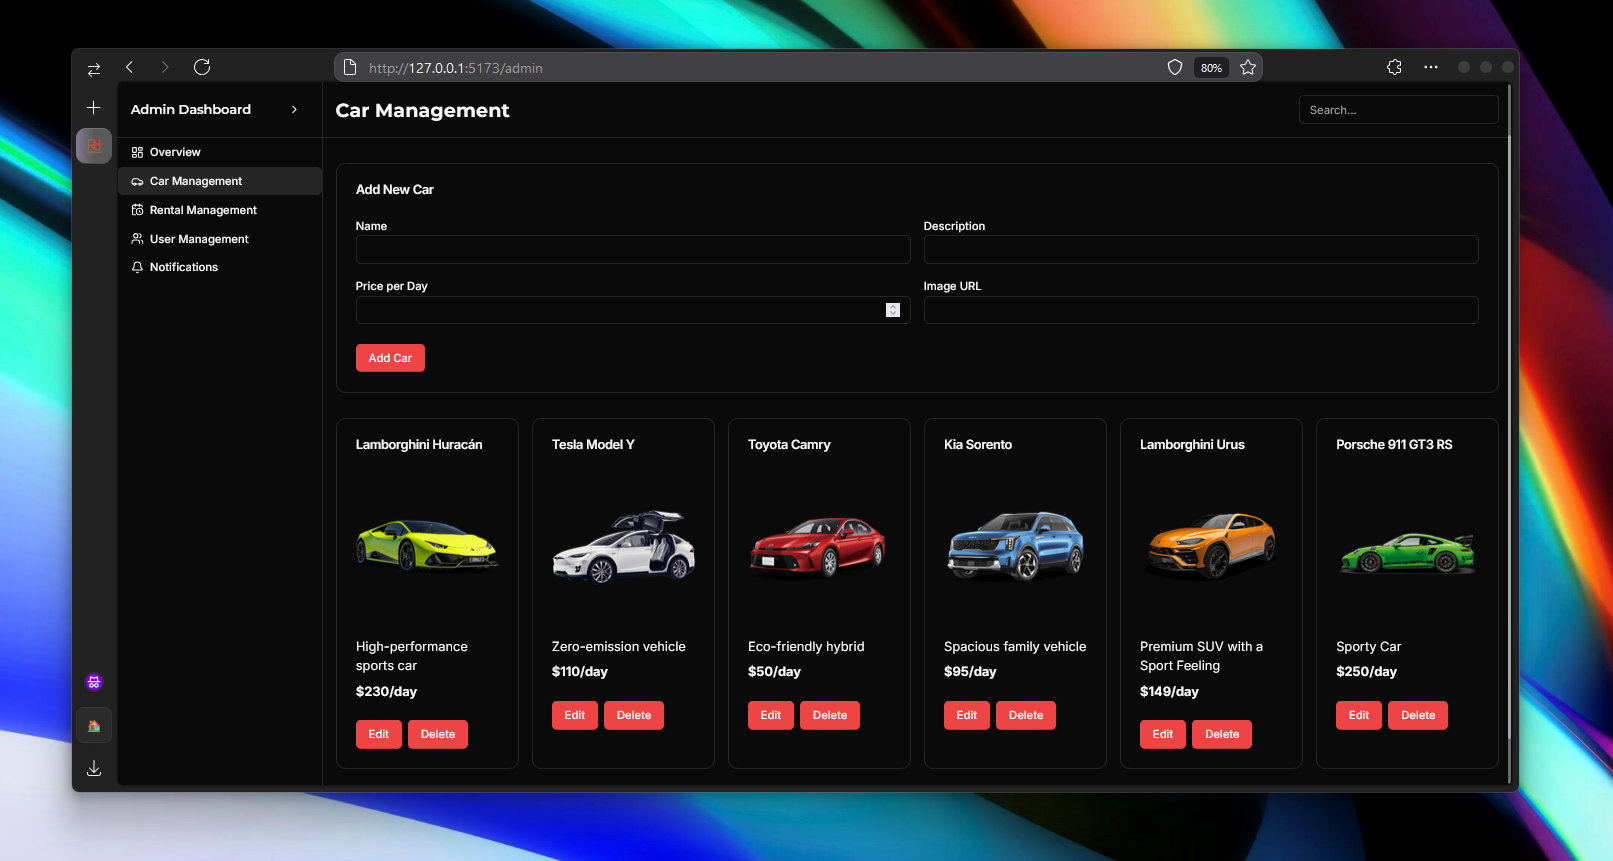 http://127.0.0.1:5173/admin
80%
Admin Dashboard
Overview
Car Management
Rental Management
User Management
Notifications
Car Management
Search...
Add New Car
Name
Description
Price per Day
Image URL
Add Car
Lamborghini Huracán
High-performance
sports car
$230/day
Edit
Delete
Tesla Model Y
Zero-emission vehicle
$110/day
Edit
Delete
Toyota Camry
Eco-friendly hybrid
$50/day
Edit
Delete
Kia Sorento
Spacious family vehicle
$95/day
Edit
Delete
Lamborghini Urus
Premium SUV with a
Sport Feeling
$149/day
Edit
Delete
Porsche 911 GT3 RS
Sporty Car
$250/day
Edit
Delete